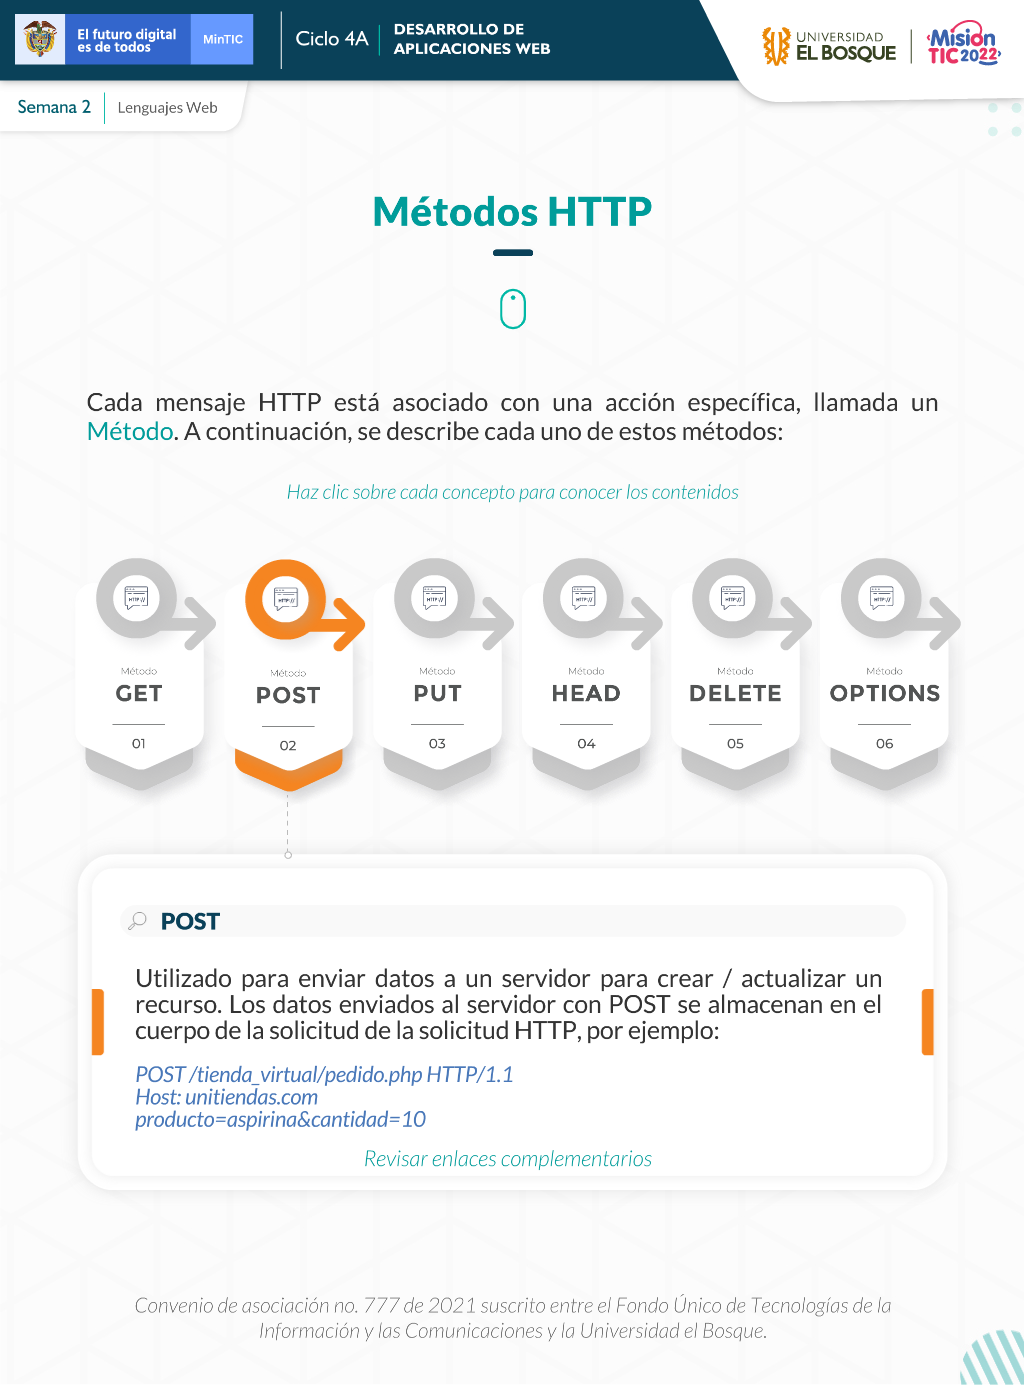 El futuro digital
es de todos
MinTIC
Ciclo 4A
DESARROLLO DE
APLICACIONES WEB
UNIVERSIDAD
EL BOSQUE
Misión
TIC 2022
Semana 2
Lenguajes Web
Métodos HTTP
Cada mensaje HTTP está asociado con una acción específica, llamada un
Método. A continuación, se describe cada uno de estos métodos:
Haz clic sobre cada concepto para conocer los contenidos
HTTP://
HTTP://
HTTP://
HTTP://
HTTP://
HTTP://
Método
GET
01
Método
POST
02
Método
PUT
03
Método
HEAD
04
Método
DELETE
05
Método
OPTIONS
06
POST
Utilizado para enviar datos a un servidor para crear / actualizar un
recurso. Los datos enviados al servidor con POST se almacenan en el
cuerpo de la solicitud de la solicitud HTTP, por ejemplo:
POST /tienda_virtual/pedido.php HTTP/1.1
Host: unitiendas.com
producto=aspirina&cantidad=10
Revisar enlaces complementarios
Convenio de asociación no. 777 de 2021 suscrito entre el Fondo Único de Tecnologías de la
Información y las Comunicaciones y la Universidad el Bosque.